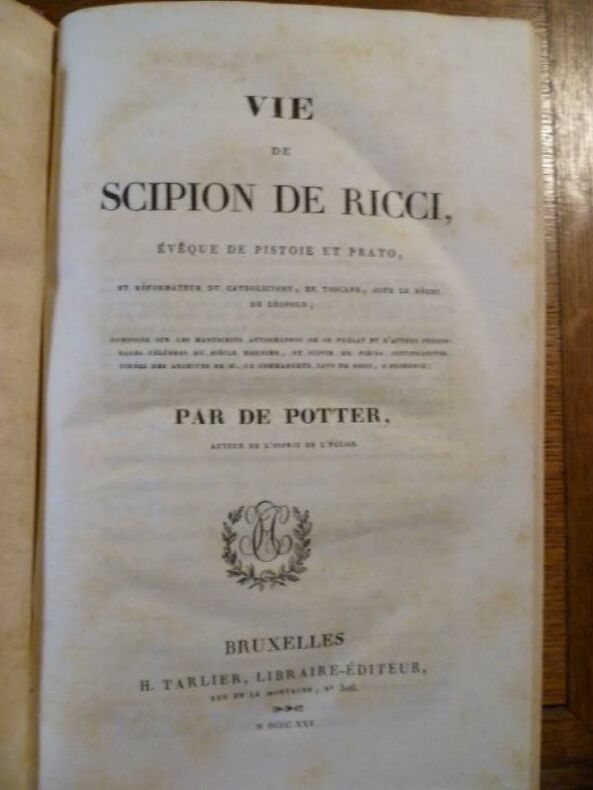 VIE
DE
SCIPION DE RICCI,
ÉVÊQUE DE PISTOIE ET PRATO,
ET RÉFORMATEUR DU CATHOLICISME, EN TOSCANE, SOUS LE RÈGNE
DE LÉOPOLD;
COMPOSÉE SUR LES MANUSCRITS AUTOGRAPHES DE CE PRÉLAT ET D'AUTRES PERSON-
NAGES CÉLÈBRES DU SIÈCLE DERNIER, ET SUIVIE DE PIÈCES JUSTIFICATIVES,
TIRÉES DES ARCHIVES DE M. LE COMMANDEUR LAPO DE RICCI, A FLORENCE;
PAR DE POTTER,
AUTEUR DE L'ESPRIT DE L'ÉGLISE.
BRUXELLES
H. TARLIER, LIBRAIRE-ÉDITEUR,
RUE DE LA MONTAGNE, N°
M DCCC XXV.